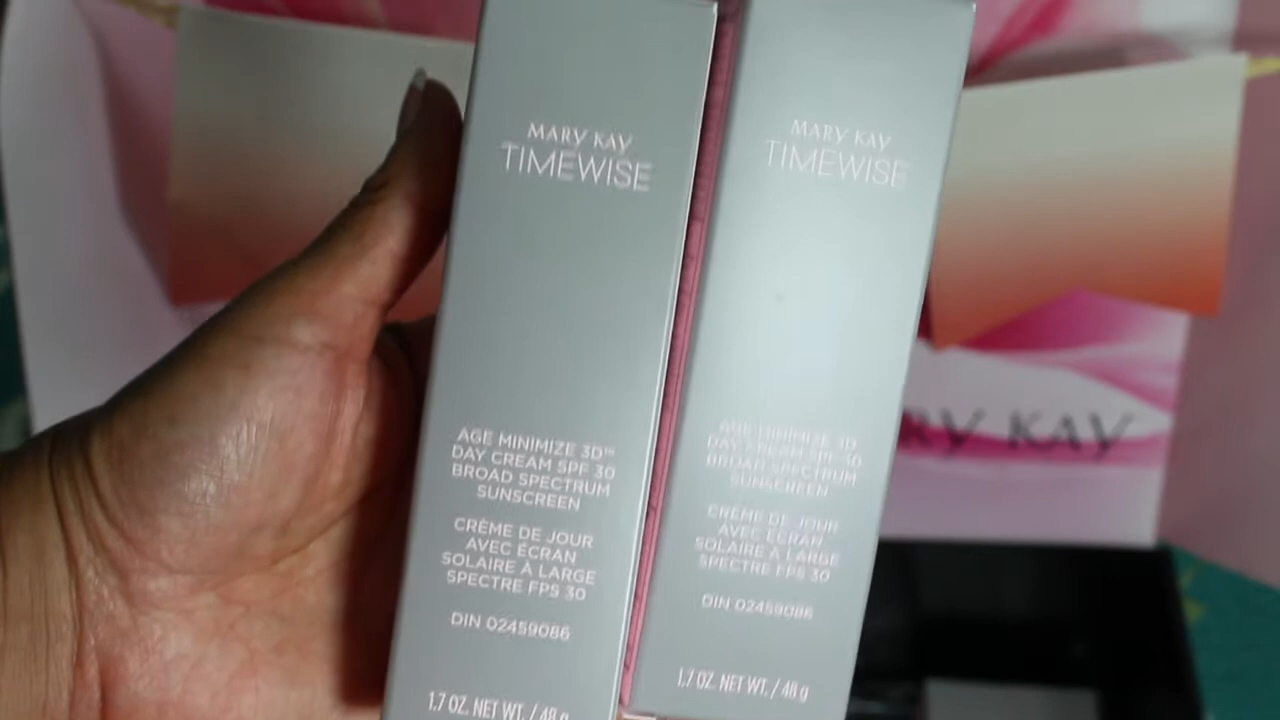 MARY KAY
TIMEWISE
AGE MINIMIZE 3D™
DAY CREAM SPF 30
BROAD SPECTRUM
SUNSCREEN
CRÈME DE JOUR
AVEC ÉCRAN
SOLAIRE À LARGE
SPECTRE FPS 30
DIN 02459086
1.7 OZ. NET WT. / 48 g
MARY KAY
TIMEWISE
AGE MINIMIZE 3D
DAY CREAM SPF 30
BROAD SPECTRUM
SUNSCREEN
CRÈME DE JOUR
AVEC ÉCRAN
SOLAIRE À LARGE
SPECTRE FPS 30
DIN 02459086
1.7 OZ. NET WT. / 48 g
RY KAY